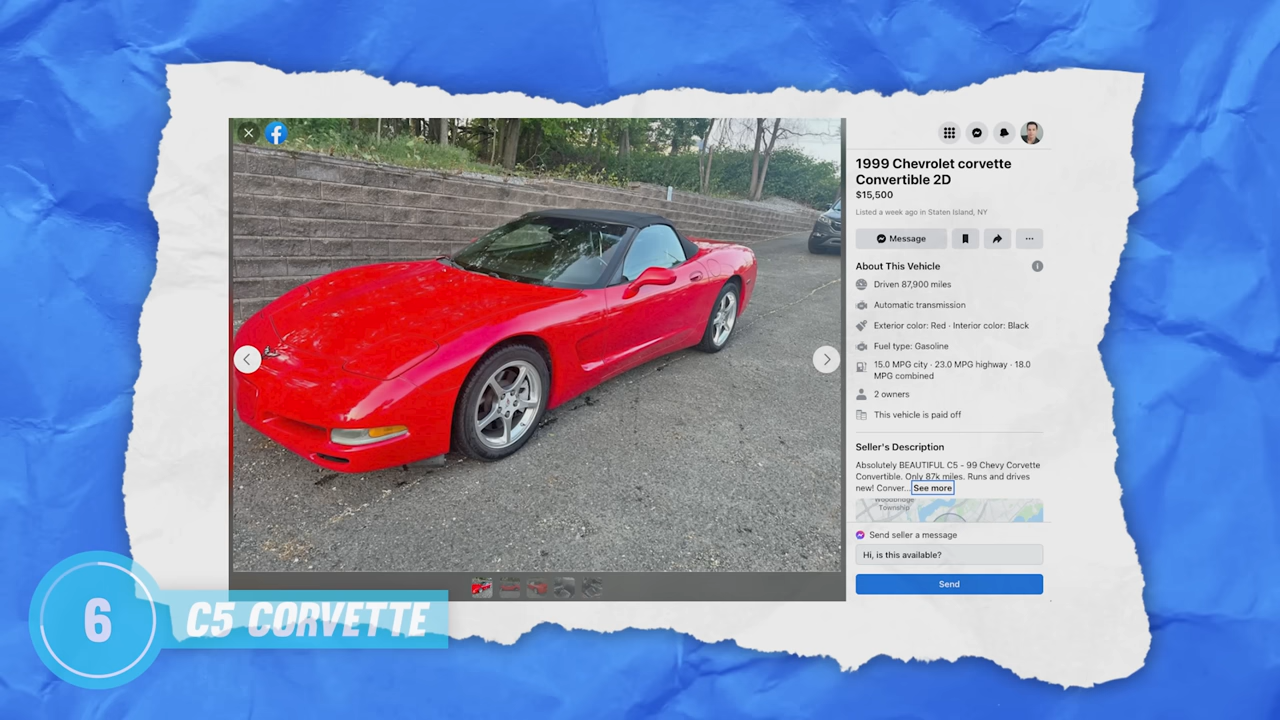 1999 Chevrolet corvette
Convertible 2D
$15,500
Listed a week ago in Staten Island, NY
Message
About This Vehicle
Driven 87,900 miles
Automatic transmission
Exterior color: Red · Interior color: Black
Fuel type: Gasoline
15.0 MPG city · 23.0 MPG highway · 18.0
MPG combined
2 owners
This vehicle is paid off
Seller's Description
Absolutely BEAUTIFUL C5 - 99 Chevy Corvette
Convertible. Only 87k miles. Runs and drives
new! Conver... See more
Woodbridge
Township
Send seller a message
Hi, is this available?
Send
6
C5 CORVETTE